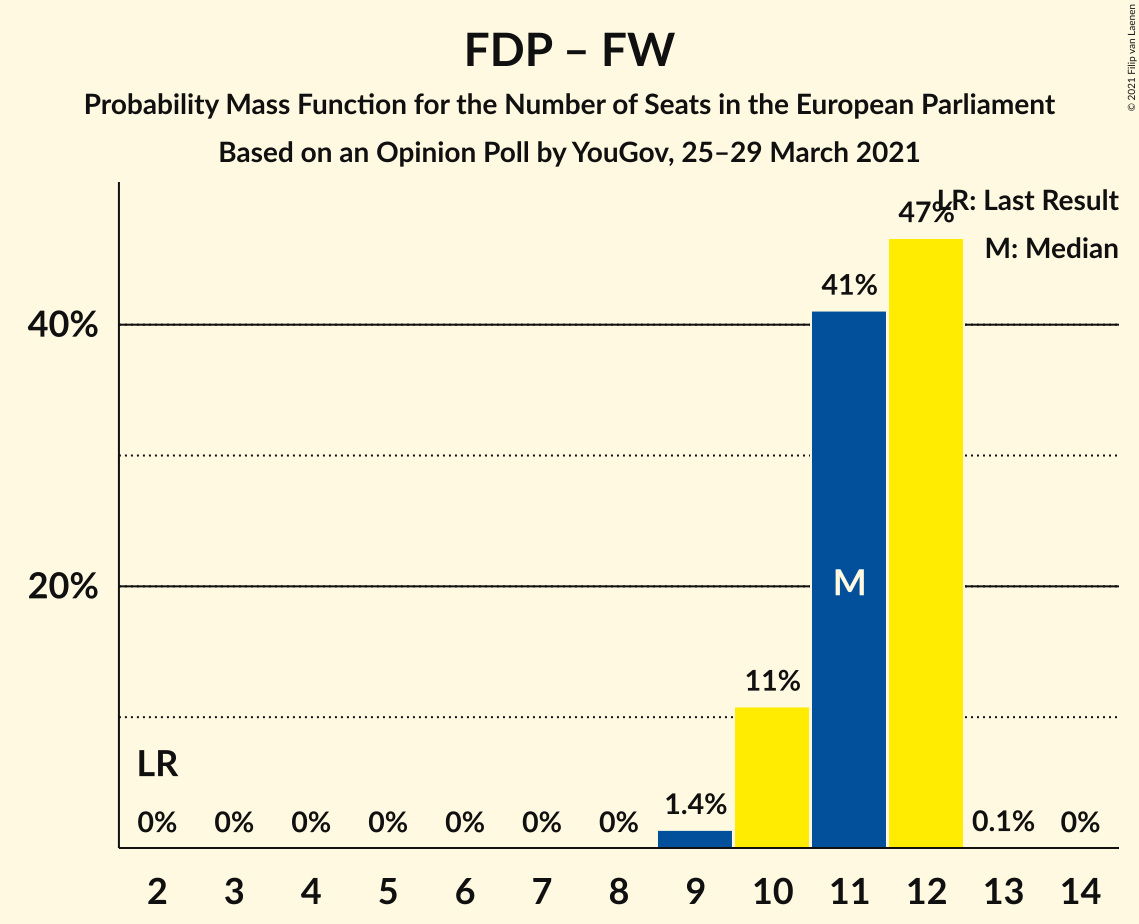 FDP – FW
Probability Mass Function for the Number of Seats in the European Parliament
Based on an Opinion Poll by YouGov, 25–29 March 2021
© 2021 Filip van Laenen
LR: Last Result
M: Median
47%
41%
40%
20%
M
11%
LR
1.4%
0% 0% 0% 0% 0% 0% 0% 0.1% 0%
2 3 4 5 6 7 8 9 10 11 12 13 14